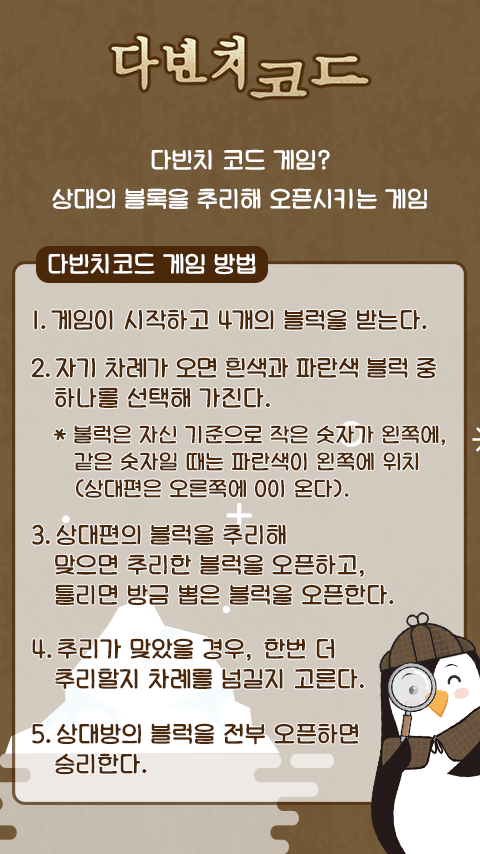 다빈치코드
다빈치 코드 게임?
상대의 블록을 추리해 오픈시키는 게임
다빈치코드 게임 방법
1. 게임이 시작하고 4개의 블럭을 받는다.
2. 자기 차례가 오면 흰색과 파란색 블럭 중
하나를 선택해 가진다.
* 블럭은 자신 기준으로 작은 숫자가 왼쪽에,
같은 숫자일 때는 파란색이 왼쪽에 위치
(상대편은 오른쪽에 0이 온다).
3. 상대편의 블럭을 추리해
맞으면 추리한 블럭을 오픈하고,
틀리면 방금 뽑은 블럭을 오픈한다.
4. 추리가 맞았을 경우, 한번 더
추리할지 차례를 넘길지 고른다.
5. 상대방의 블럭을 전부 오픈하면
승리한다.